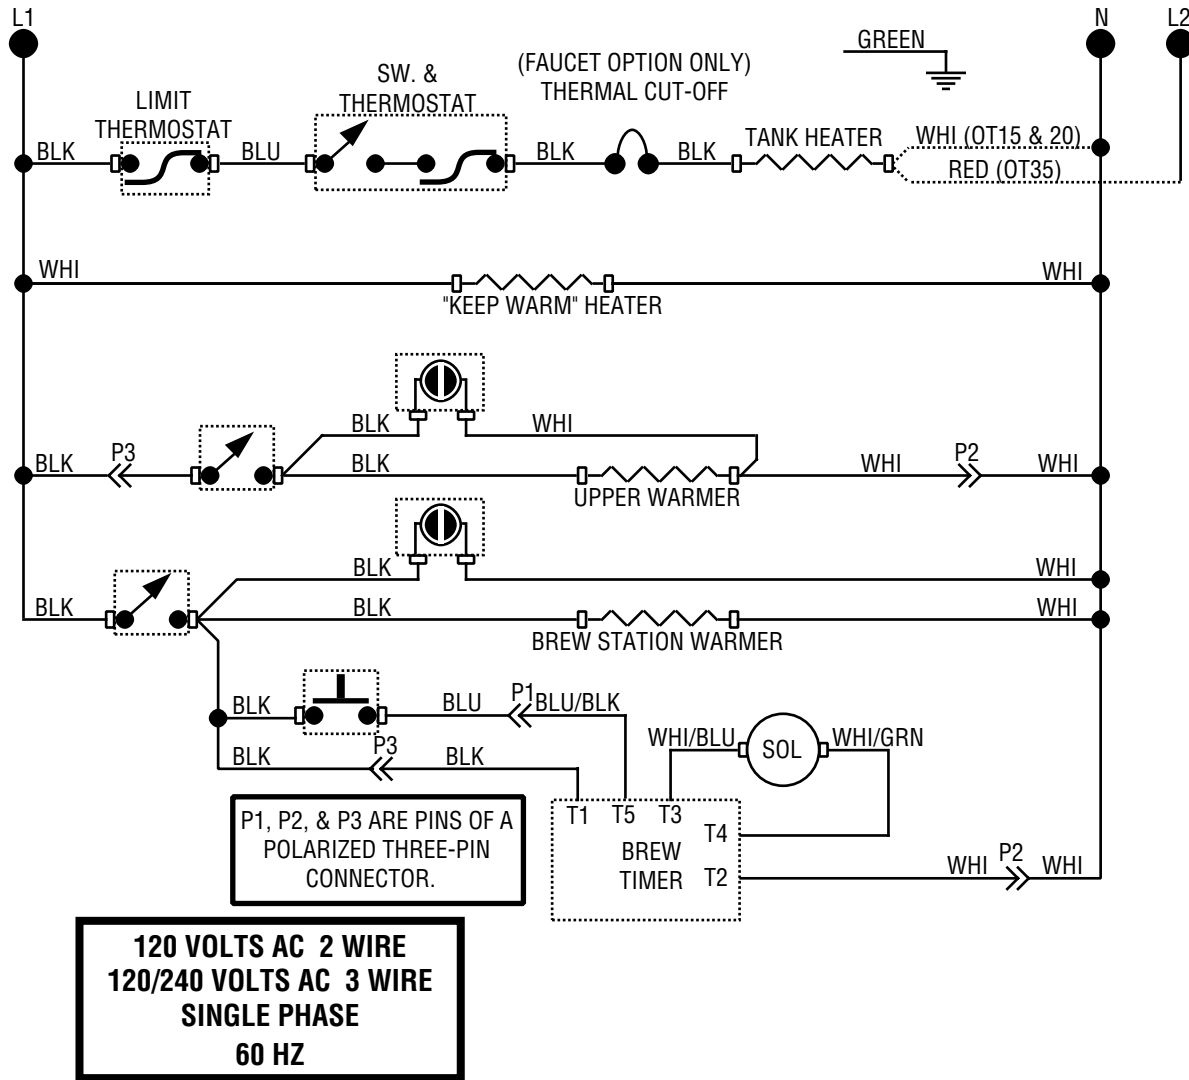 L1
N
L2
GREEN
(FAUCET OPTION ONLY)
THERMAL CUT-OFF
SW. &
THERMOSTAT
LIMIT
THERMOSTAT
BLK
BLU
BLK
BLK
TANK HEATER
WHI (OT15 & 20)
RED (OT35)
WHI
WHI
"KEEP WARM" HEATER
BLK
WHI
BLK
P3
BLK
WHI
P2
WHI
UPPER WARMER
BLK
WHI
BLK
BLK
WHI
BREW STATION WARMER
BLK
BLU
P1
BLU/BLK
BLK
P3
BLK
WHI/BLU
SOL
WHI/GRN
T1
T5
T3
T4
BREW
TIMER
T2
WHI
P2
WHI
P1, P2, & P3 ARE PINS OF A
POLARIZED THREE-PIN
CONNECTOR.
120 VOLTS AC 2 WIRE
120/240 VOLTS AC 3 WIRE
SINGLE PHASE
60 HZ